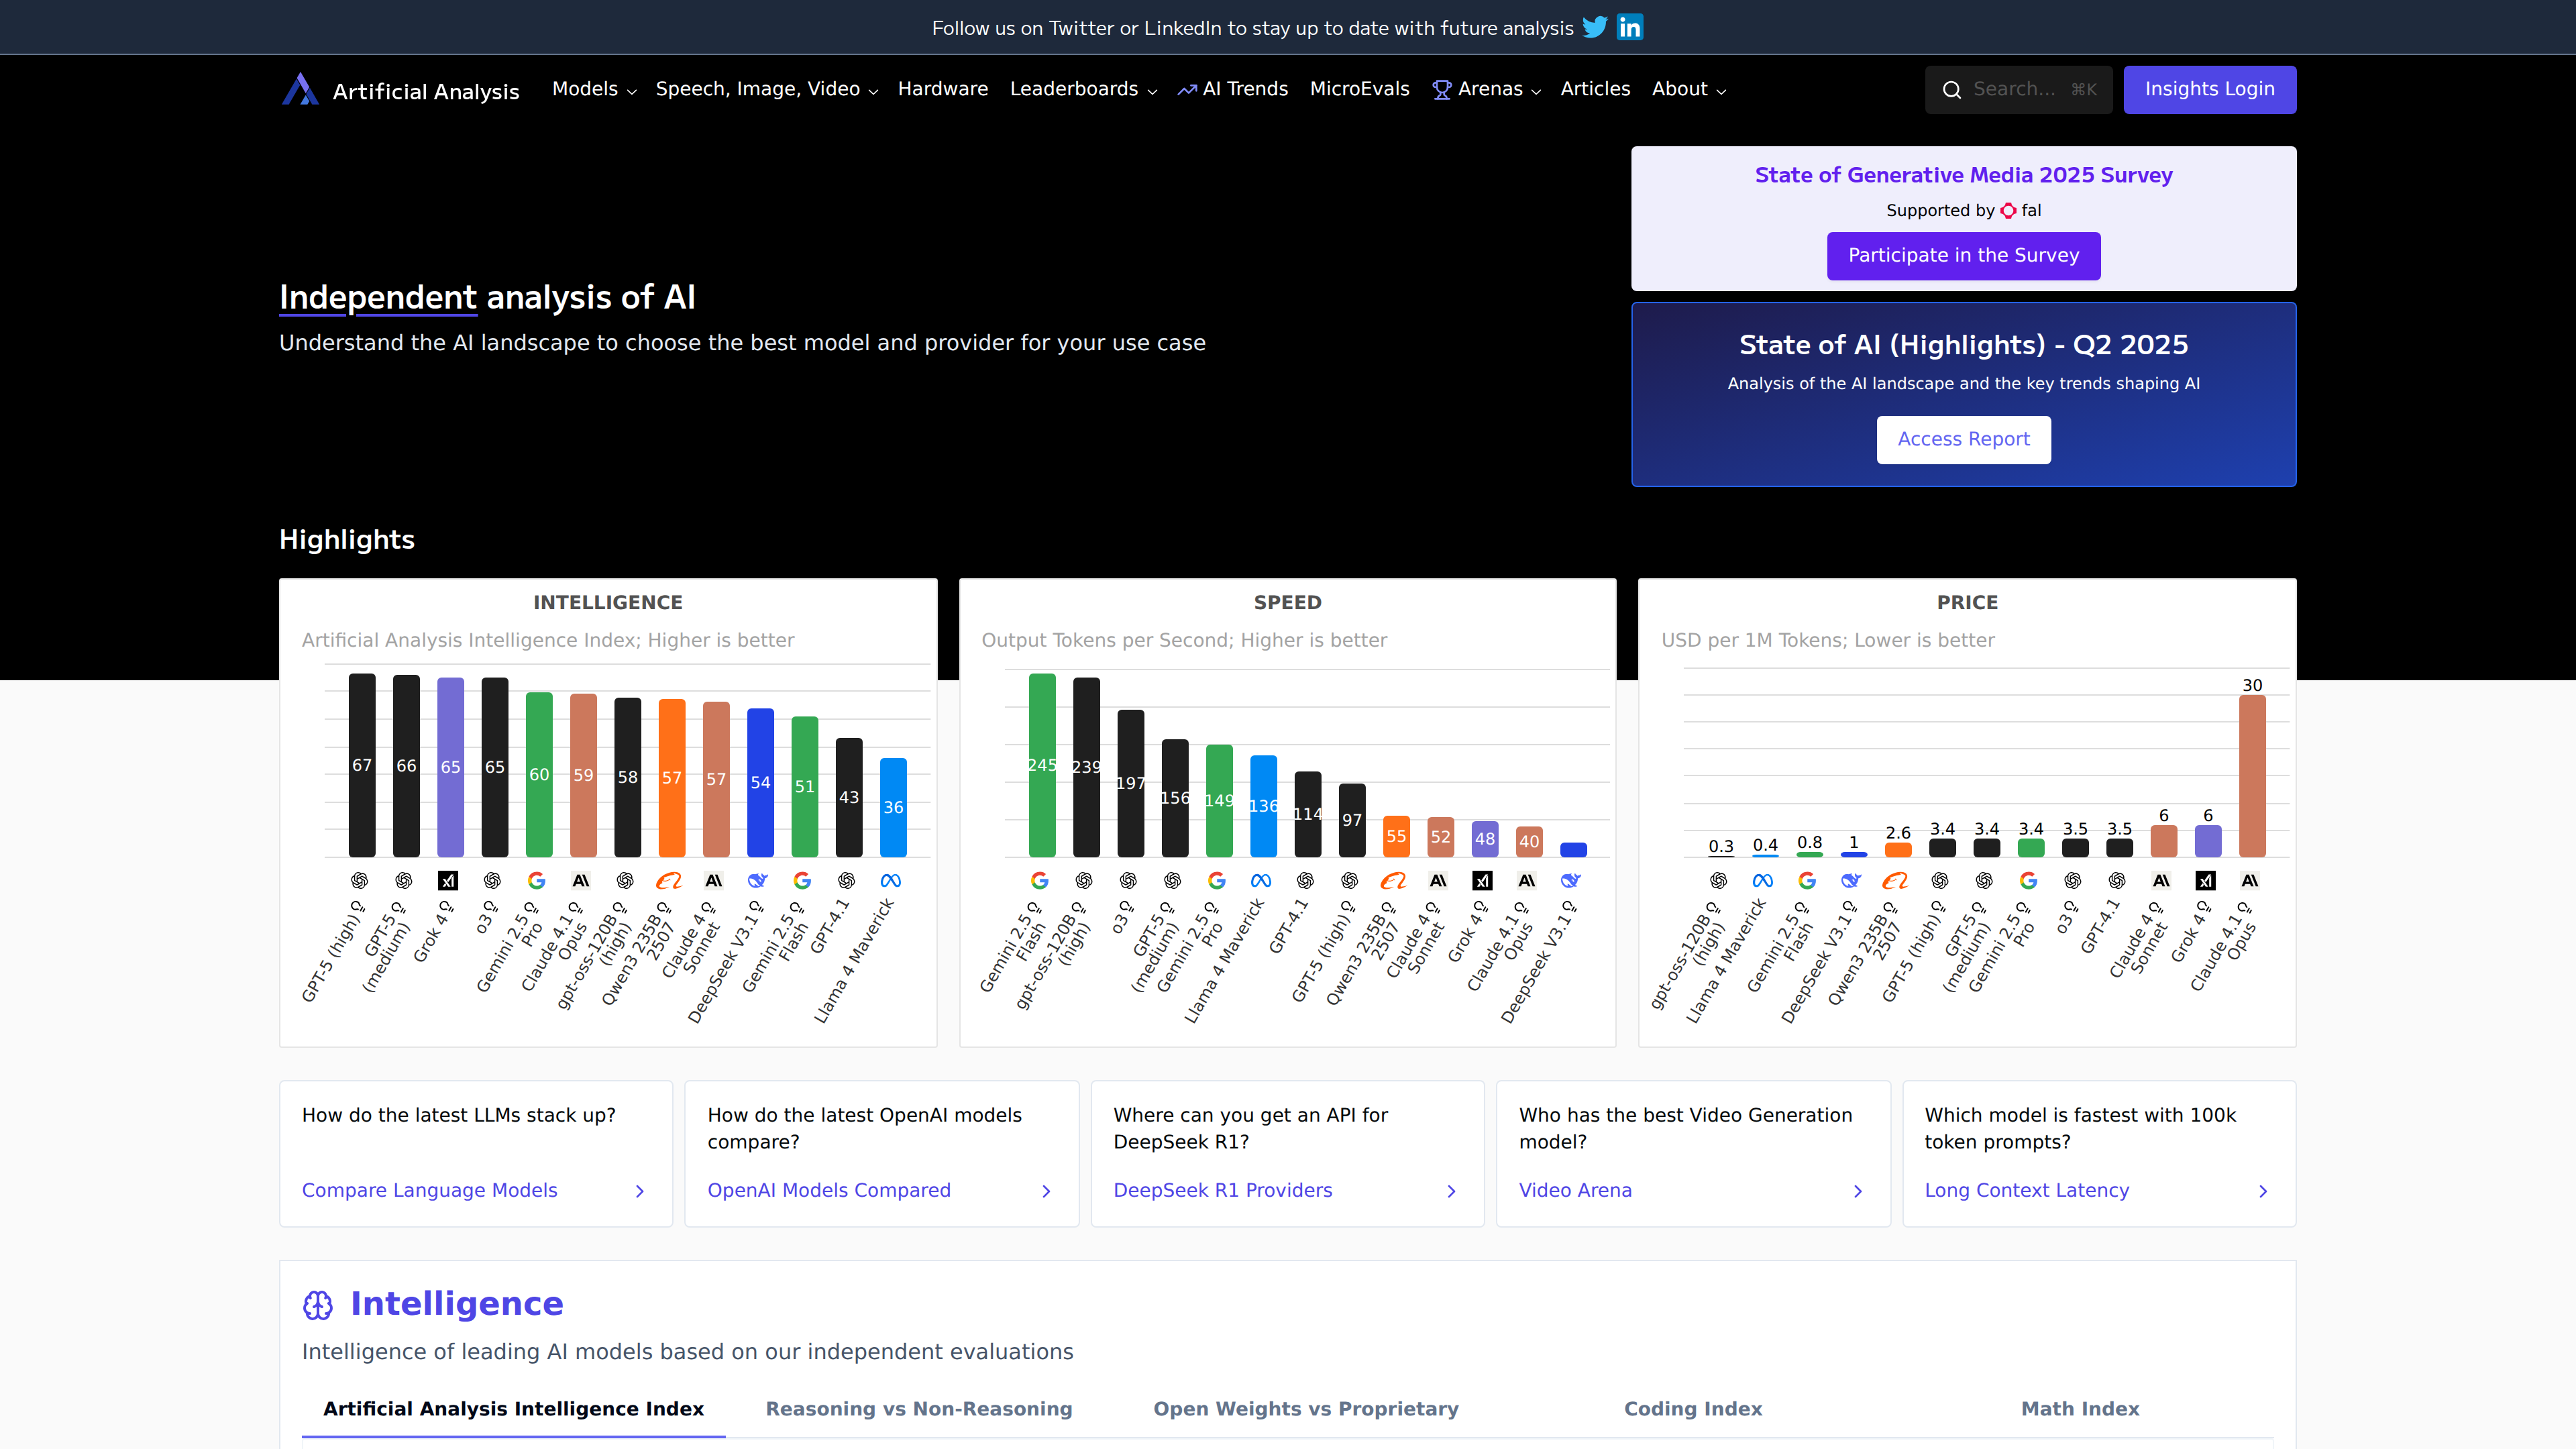 Follow us on Twitter or LinkedIn to stay up to date with future analysis
Artificial Analysis
Models
Speech, Image, Video
Hardware
Leaderboards
AI Trends
MicroEvals
Arenas
Articles
About
Search... ⌘K
Insights Login
State of Generative Media 2025 Survey
Supported by fal
Participate in the Survey
Independent analysis of AI
Understand the AI landscape to choose the best model and provider for your use case
State of AI (Highlights) - Q2 2025
Analysis of the AI landscape and the key trends shaping AI
Access Report
Highlights
INTELLIGENCE
Artificial Analysis Intelligence Index; Higher is better
67 66 65 65 60 59 58 57 57 54 51 43 36
GPT-5 (high)
GPT-5
(medium)
Grok 4
o3
Gemini 2.5
Pro
Claude 4.1
Opus
gpt-oss-120B
(high)
Qwen3 235B
2507
Claude 4
Sonnet
DeepSeek V3.1
Gemini 2.5
Flash
GPT-4.1
Llama 4 Maverick
SPEED
Output Tokens per Second; Higher is better
245 239 197 156 149 136 114 97 55 52 48 40
Gemini 2.5
Flash
gpt-oss-120B
(high)
o3
GPT-5
(medium)
Gemini 2.5
Pro
Llama 4 Maverick
GPT-4.1
GPT-5 (high)
Qwen3 235B
2507
Claude 4
Sonnet
Grok 4
Claude 4.1
Opus
DeepSeek V3.1
PRICE
USD per 1M Tokens; Lower is better
0.3 0.4 0.8 1 2.6 3.4 3.4 3.4 3.5 3.5 6 6 30
gpt-oss-120B
(high)
Llama 4 Maverick
Gemini 2.5
Flash
DeepSeek V3.1
Qwen3 235B
2507
GPT-5 (high)
GPT-5
(medium)
Gemini 2.5
Pro
o3
GPT-4.1
Claude 4
Sonnet
Grok 4
Claude 4.1
Opus
How do the latest LLMs stack up?
Compare Language Models
How do the latest OpenAI models
compare?
OpenAI Models Compared
Where can you get an API for
DeepSeek R1?
DeepSeek R1 Providers
Who has the best Video Generation
model?
Video Arena
Which model is fastest with 100k
token prompts?
Long Context Latency
Intelligence
Intelligence of leading AI models based on our independent evaluations
Artificial Analysis Intelligence Index
Reasoning vs Non-Reasoning
Open Weights vs Proprietary
Coding Index
Math Index